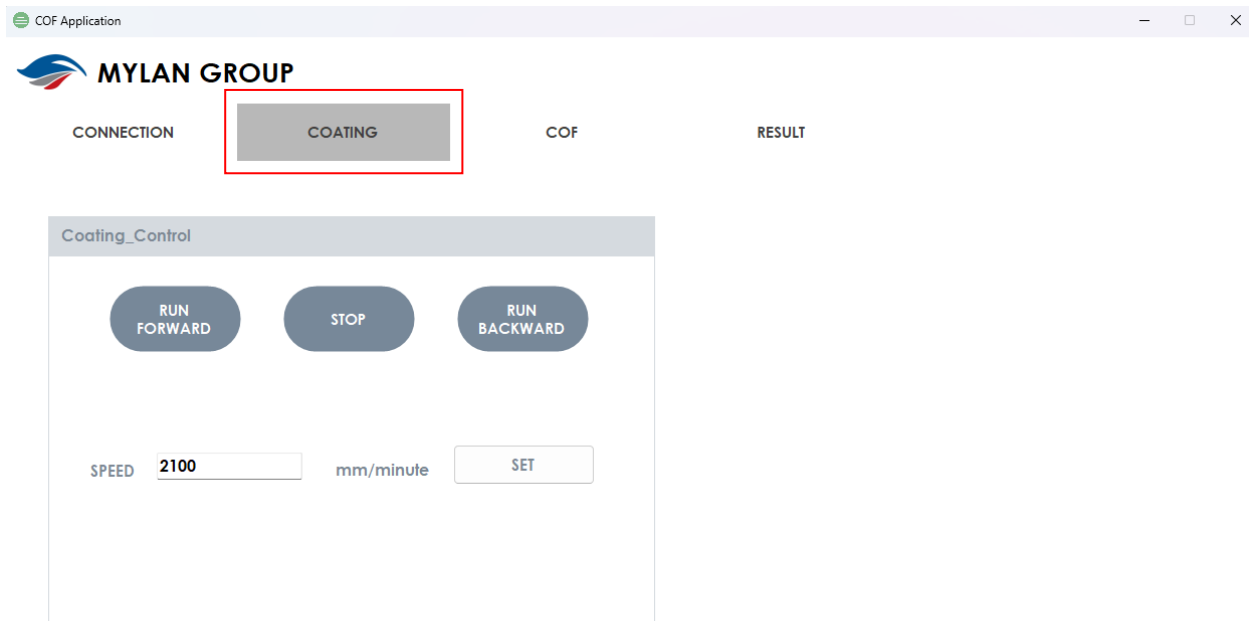 COF Application
MYLAN GROUP
CONNECTION COATING COF RESULT
Coating_Control
RUN FORWARD STOP RUN BACKWARD
SPEED 2100 mm/minute SET